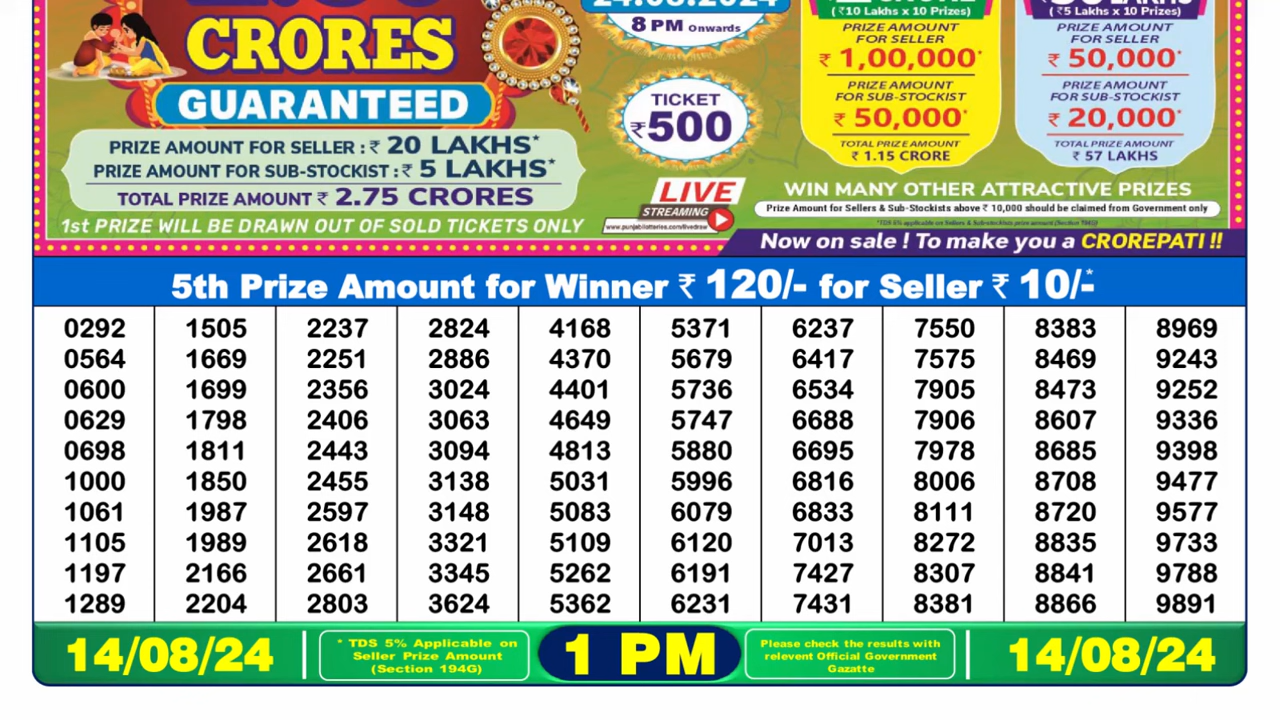 CRORES
GUARANTEED
PRIZE AMOUNT FOR SELLER : ₹ 20 LAKHS*
PRIZE AMOUNT FOR SUB-STOCKIST : ₹ 5 LAKHS*
TOTAL PRIZE AMOUNT ₹ 2.75 CRORES
1st PRIZE WILL BE DRAWN OUT OF SOLD TICKETS ONLY
24.08.2024
8 PM Onwards
TICKET
₹500
LIVE
STREAMING
www.punjablotteries.com/livedraw
(₹10 Lakhs x 10 Prizes)
PRIZE AMOUNT
FOR SELLER
₹ 1,00,000*
PRIZE AMOUNT
FOR SUB-STOCKIST
₹ 50,000*
TOTAL PRIZE AMOUNT
₹ 1.15 CRORE
(₹5 Lakhs x 10 Prizes)
PRIZE AMOUNT
FOR SELLER
₹ 50,000*
PRIZE AMOUNT
FOR SUB-STOCKIST
₹ 20,000*
TOTAL PRIZE AMOUNT
₹ 57 LAKHS
WIN MANY OTHER ATTRACTIVE PRIZES
Prize Amount for Sellers & Sub-Stockists above ₹ 10,000 should be claimed from Government only
Now on sale ! To make you a CROREPATI !!
5th Prize Amount for Winner ₹ 120/- for Seller ₹ 10/-*
0292 1505 2237 2824 4168 5371 6237 7550 8383 8969
0564 1669 2251 2886 4370 5679 6417 7575 8469 9243
0600 1699 2356 3024 4401 5736 6534 7905 8473 9252
0629 1798 2406 3063 4649 5747 6688 7906 8607 9336
0698 1811 2443 3094 4813 5880 6695 7978 8685 9398
1000 1850 2455 3138 5031 5996 6816 8006 8708 9477
1061 1987 2597 3148 5083 6079 6833 8111 8720 9577
1105 1989 2618 3321 5109 6120 7013 8272 8835 9733
1197 2166 2661 3345 5262 6191 7427 8307 8841 9788
1289 2204 2803 3624 5362 6231 7431 8381 8866 9891
14/08/24
* TDS 5% Applicable on
Seller Prize Amount
(Section 194G)
1 PM
Please check the results with
relevent Official Government
Gazatte
14/08/24